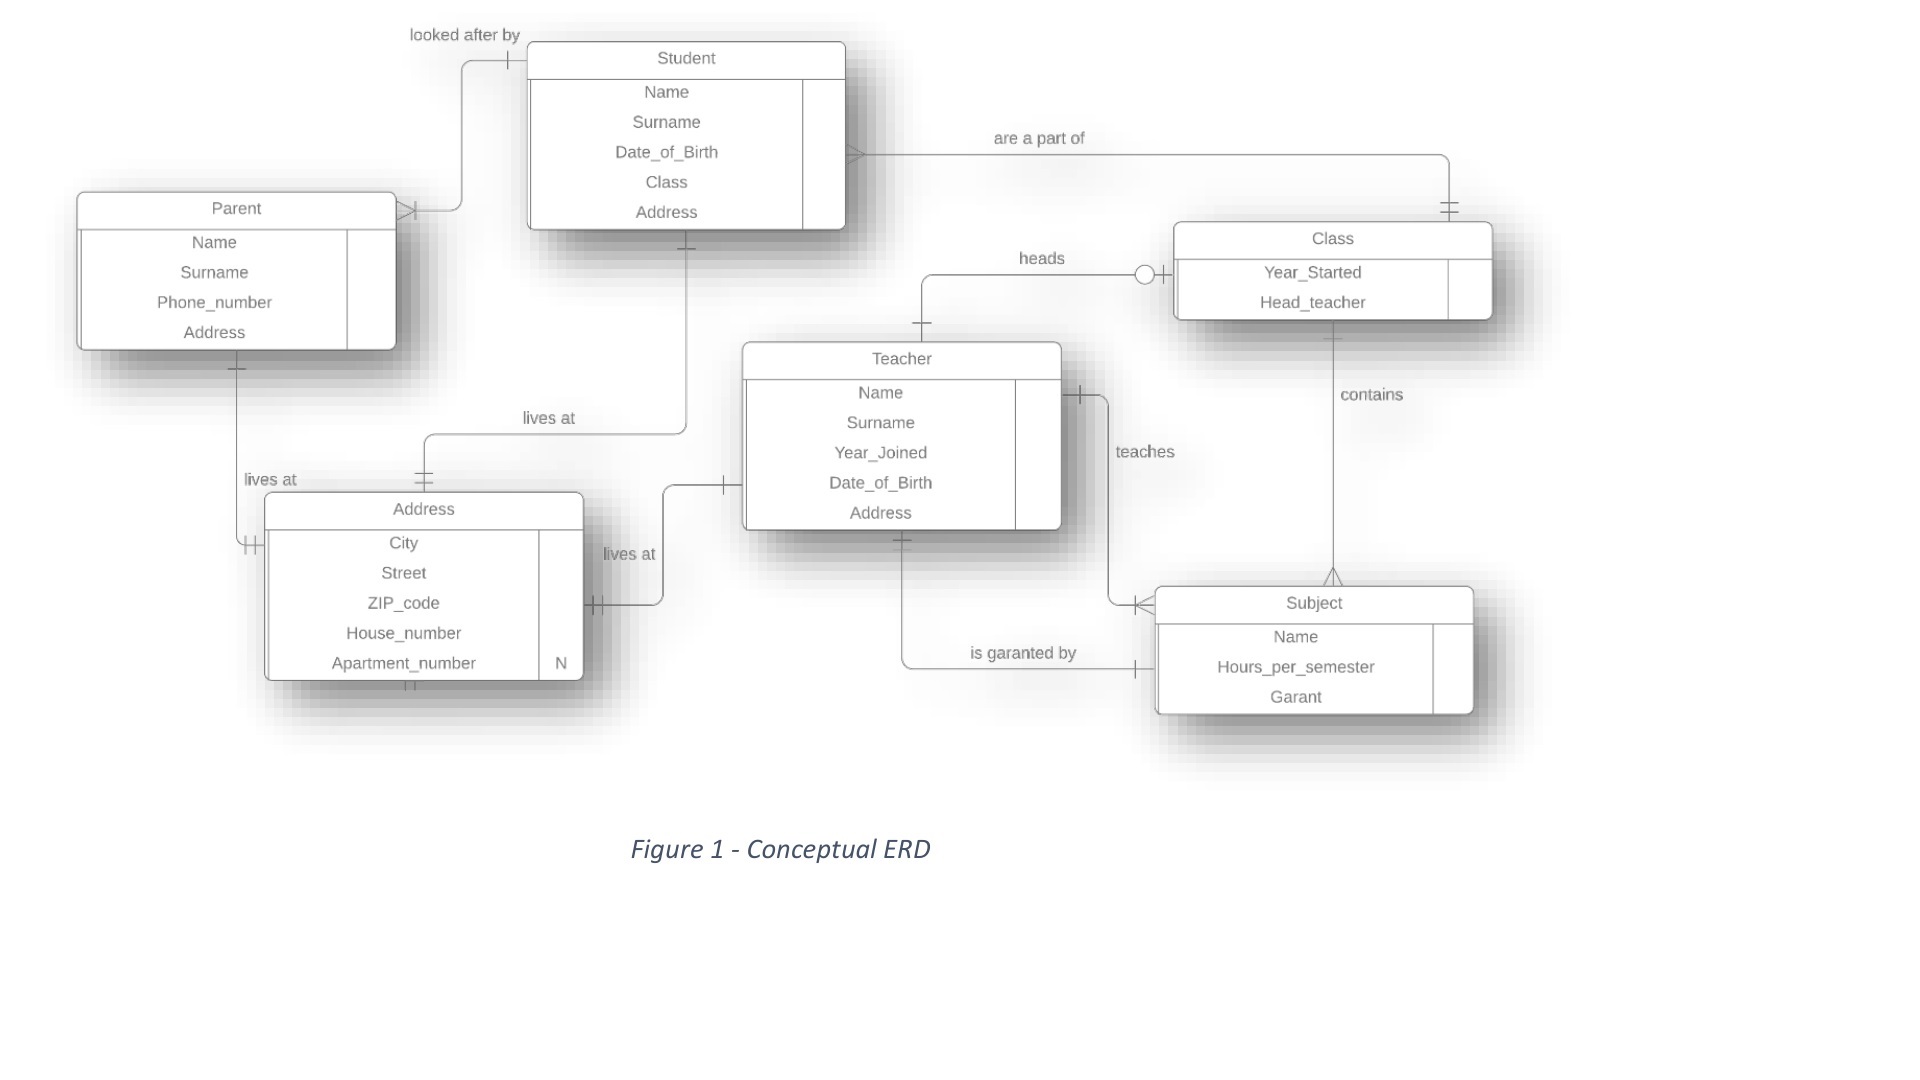 looked after by
Student
Name
Surname
Date_of_Birth
Class
Address
are a part of
Parent
Name
Surname
Phone_number
Address
Class
Year_Started
Head_teacher
heads
Teacher
Name
Surname
Year_Joined
Date_of_Birth
Address
contains
lives at
teaches
lives at
Address
City
Street
ZIP_code
House_number
Apartment_number N
lives at
Subject
Name
Hours_per_semester
Garant
is garanted by
Figure 1 - Conceptual ERD